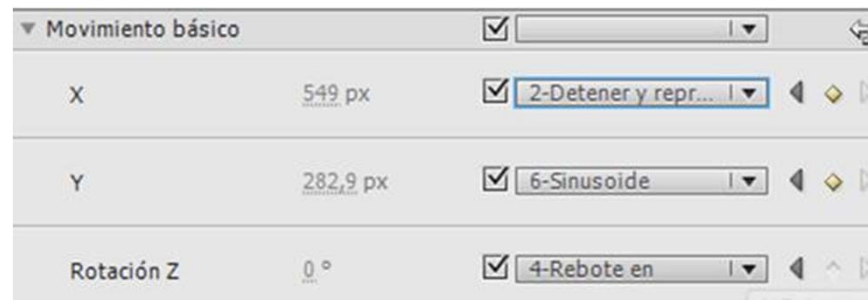 Movimiento básico
X 549 px 2-Detener y repr...
Y 282,9 px 6-Sinusoide
Rotación Z 0 ° 4-Rebote en